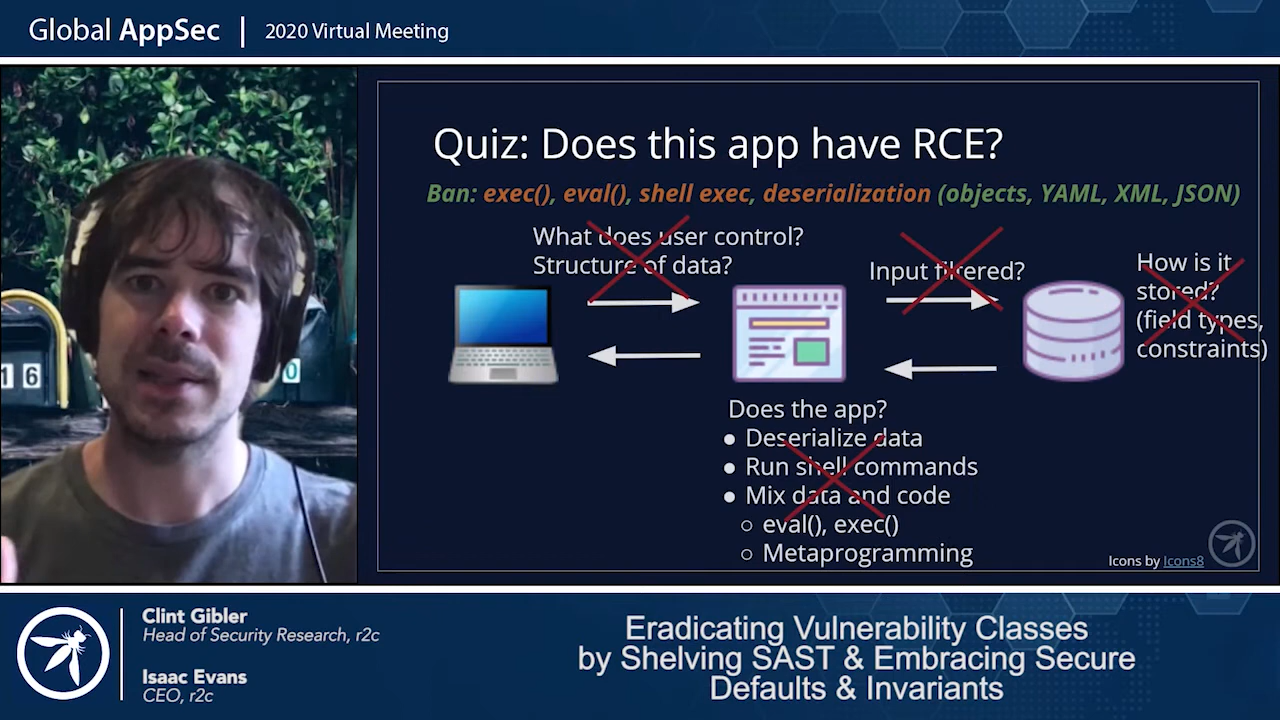 Global AppSec | 2020 Virtual Meeting
Quiz: Does this app have RCE?
Ban: exec(), eval(), shell exec, deserialization (objects, YAML, XML, JSON)
What does user control?
Structure of data?
Input filtered?
How is it
stored?
(field types,
constraints)
16
0
Does the app?
● Deserialize data
● Run shell commands
● Mix data and code
○ eval(), exec()
○ Metaprogramming
Icons by Icons8
Clint Gibler
Head of Security Research, r2c
Isaac Evans
CEO, r2c
Eradicating Vulnerability Classes
by Shelving SAST & Embracing Secure
Defaults & Invariants